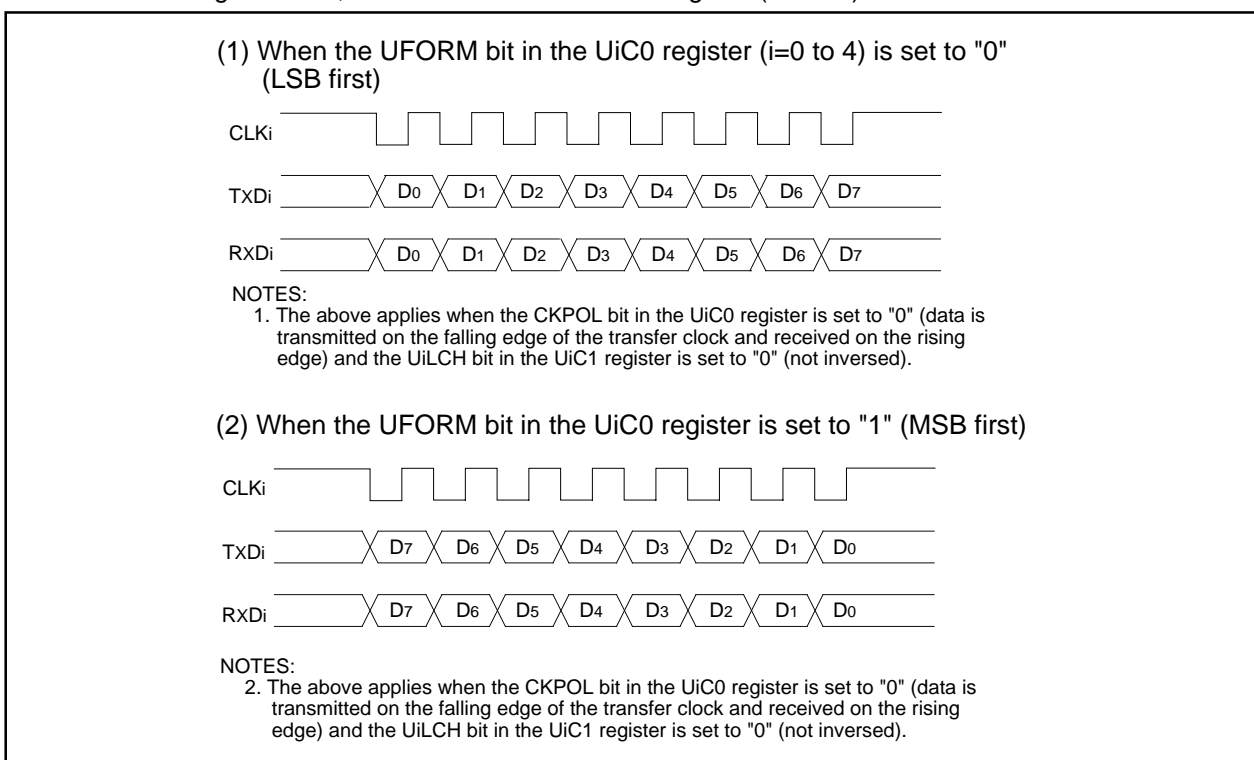 (1) When the UFORM bit in the UiC0 register (i=0 to 4) is set to "0"
(LSB first)
CLKi
TXDi D0 D1 D2 D3 D4 D5 D6 D7
RXDi D0 D1 D2 D3 D4 D5 D6 D7
NOTES:
1. The above applies when the CKPOL bit in the UiC0 register is set to "0" (data is
transmitted on the falling edge of the transfer clock and received on the rising
edge) and the UiLCH bit in the UiC1 register is set to "0" (not inversed).
(2) When the UFORM bit in the UiC0 register is set to "1" (MSB first)
CLKi
TXDi D7 D6 D5 D4 D3 D2 D1 D0
RXDi D7 D6 D5 D4 D3 D2 D1 D0
NOTES:
2. The above applies when the CKPOL bit in the UiC0 register is set to "0" (data is
transmitted on the falling edge of the transfer clock and received on the rising
edge) and the UiLCH bit in the UiC1 register is set to "0" (not inversed).